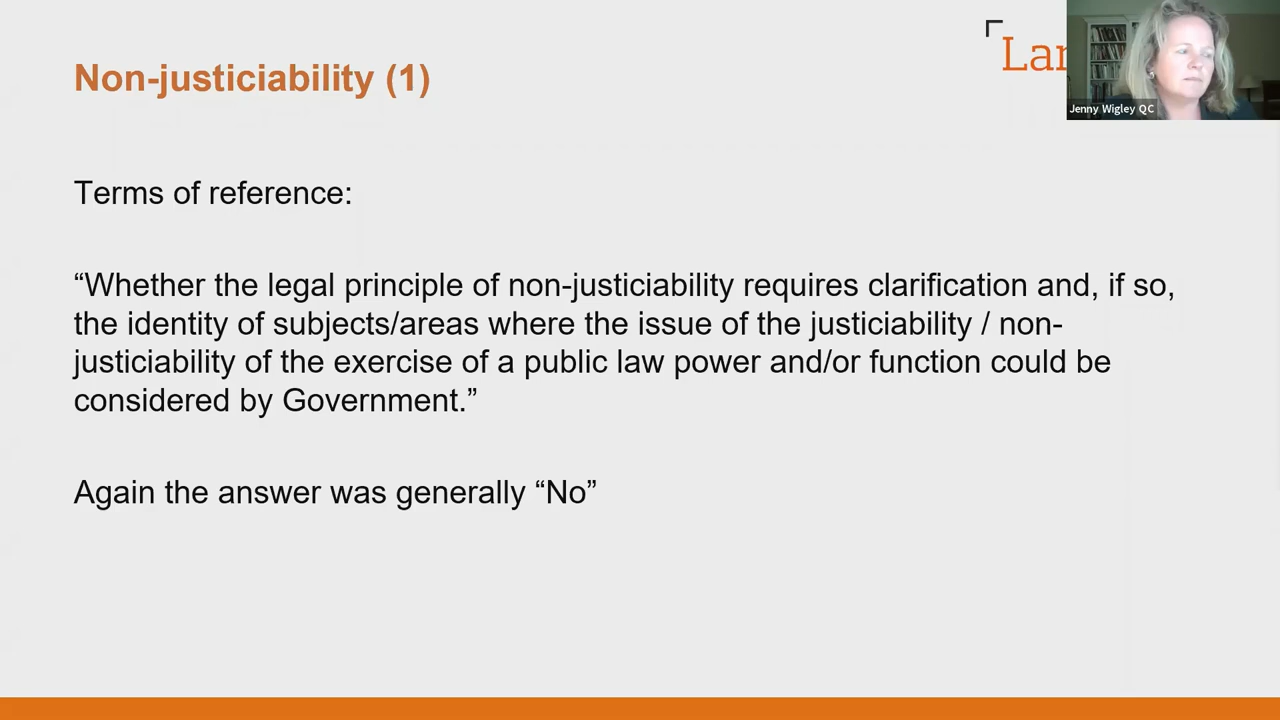 Non-justiciability (1)
Jenny Wigley QC
Terms of reference:
“Whether the legal principle of non-justiciability requires clarification and, if so,
the identity of subjects/areas where the issue of the justiciability / non-
justiciability of the exercise of a public law power and/or function could be
considered by Government.”
Again the answer was generally “No”